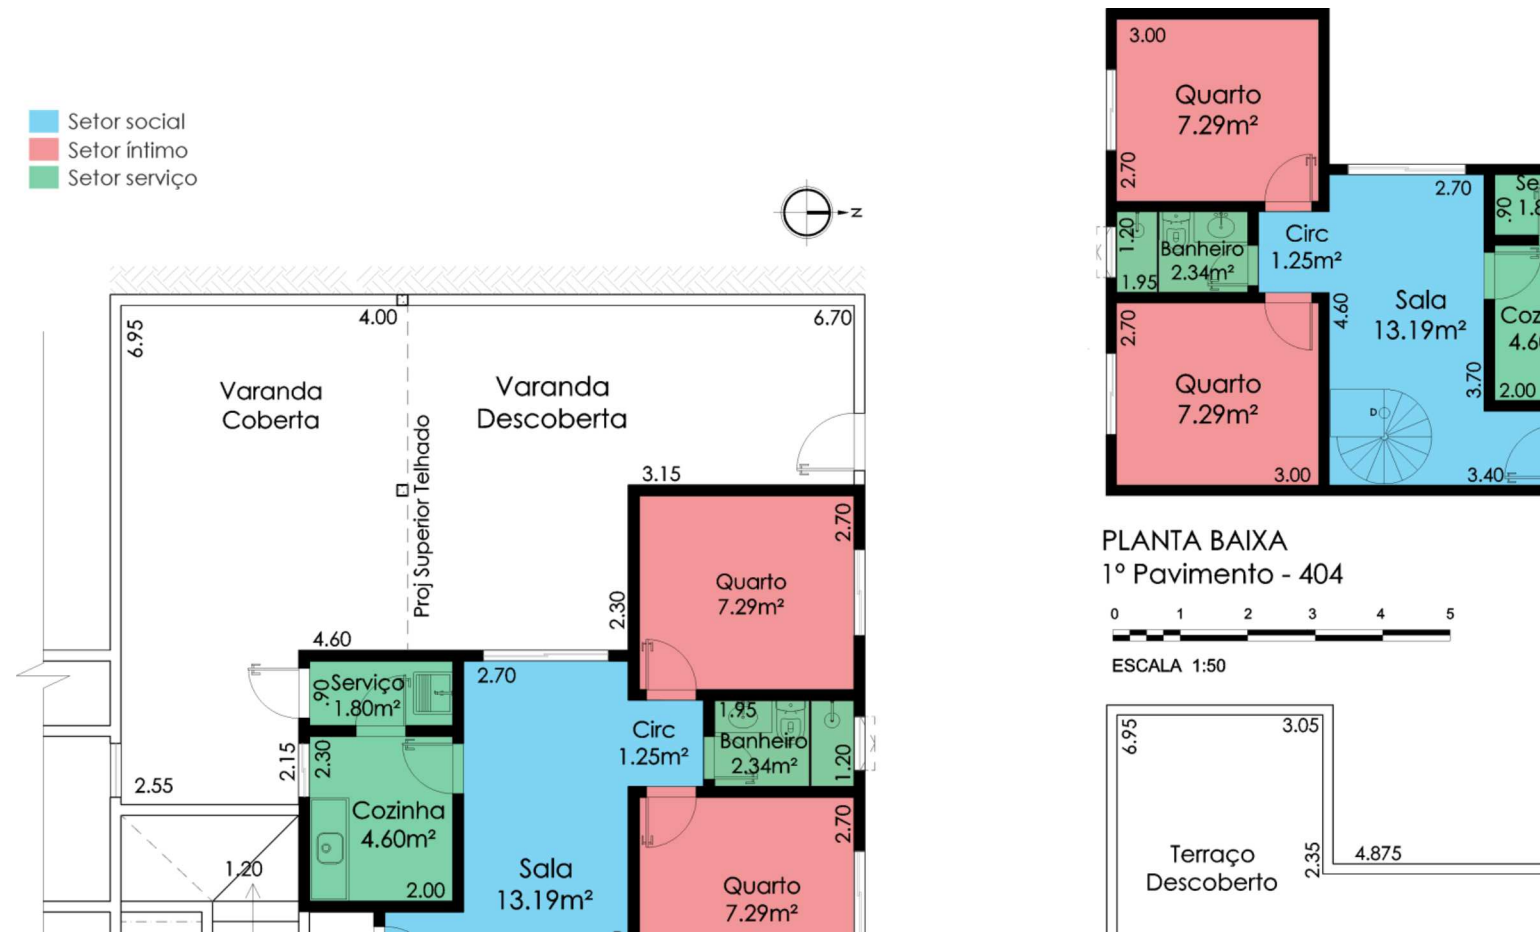 Setor social
Setor íntimo
Setor serviço
N
6.95
4.00
6.70
Varanda
Coberta
Varanda
Descoberta
Proj Superior Telhado
3.15
2.70
Quarto
7.29m²
2.30
4.60
.90
Serviço
1.80m²
2.70
Circ
1.25m²
1.95
Banheiro
2.34m²
1.20
2.15
2.30
2.55
Cozinha
4.60m²
2.00
1.20
Sala
13.19m²
2.70
Quarto
7.29m²
3.00
Quarto
7.29m²
2.70
2.70
.90
1.20
Banheiro
2.34m²
1.95
Circ
1.25m²
4.60
Sala
13.19m²
2.70
Quarto
7.29m²
3.00
D
3.70
2.00
3.40
PLANTA BAIXA
1º Pavimento - 404
0 1 2 3 4 5
ESCALA 1:50
6.95
3.05
Terraço
Descoberto
2.35
4.875